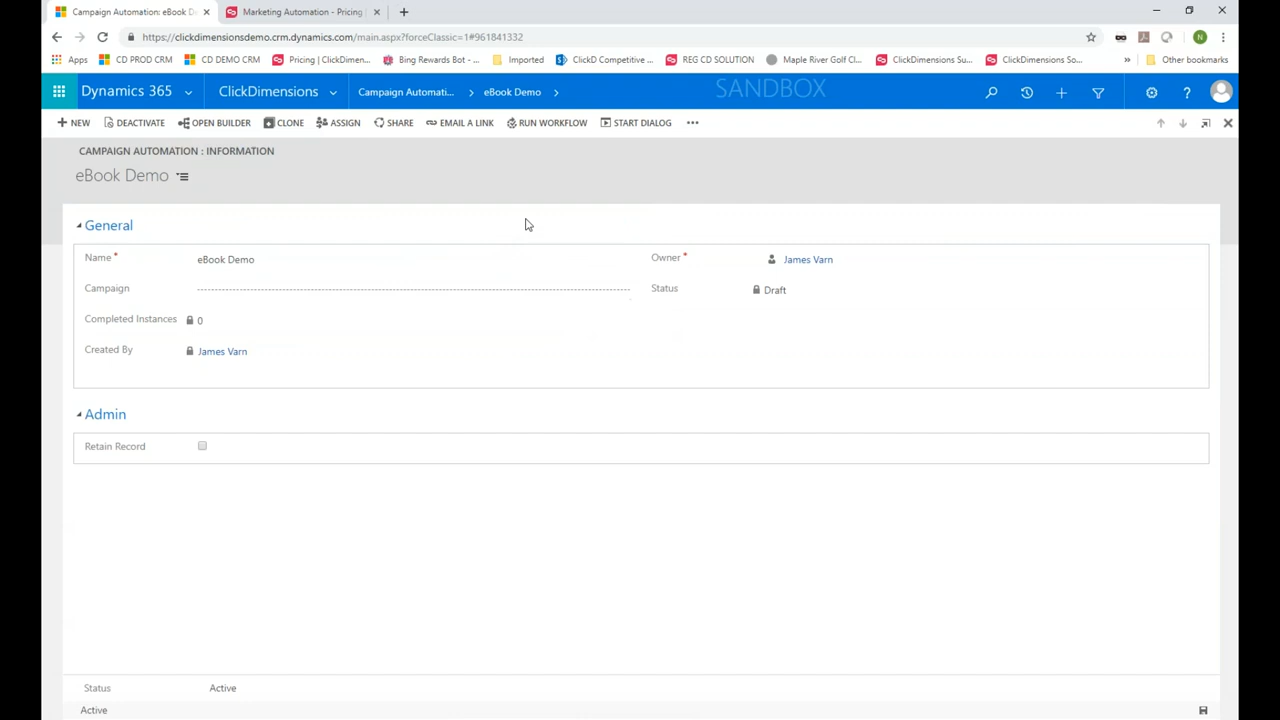 Campaign Automation: eBook D
Marketing Automation - Pricing
https://clickdimensionsdemo.crm.dynamics.com/main.aspx?forceClassic=1#961841332
N
Apps
CD PROD CRM
CD DEMO CRM
Pricing | ClickDimen...
Bing Rewards Bot - ...
Imported
ClickD Competitive ...
REG CD SOLUTION
Maple River Golf Cl...
ClickDimensions Su...
ClickDimensions So...
»
Other bookmarks
Dynamics 365
ClickDimensions
Campaign Automati...
eBook Demo
SANDBOX
NEW
DEACTIVATE
OPEN BUILDER
CLONE
ASSIGN
SHARE
EMAIL A LINK
RUN WORKFLOW
START DIALOG
CAMPAIGN AUTOMATION : INFORMATION
eBook Demo
General
Name * eBook Demo
Owner * James Varn
Campaign
Status Draft
Completed Instances 0
Created By James Varn
Admin
Retain Record
Status Active
Active